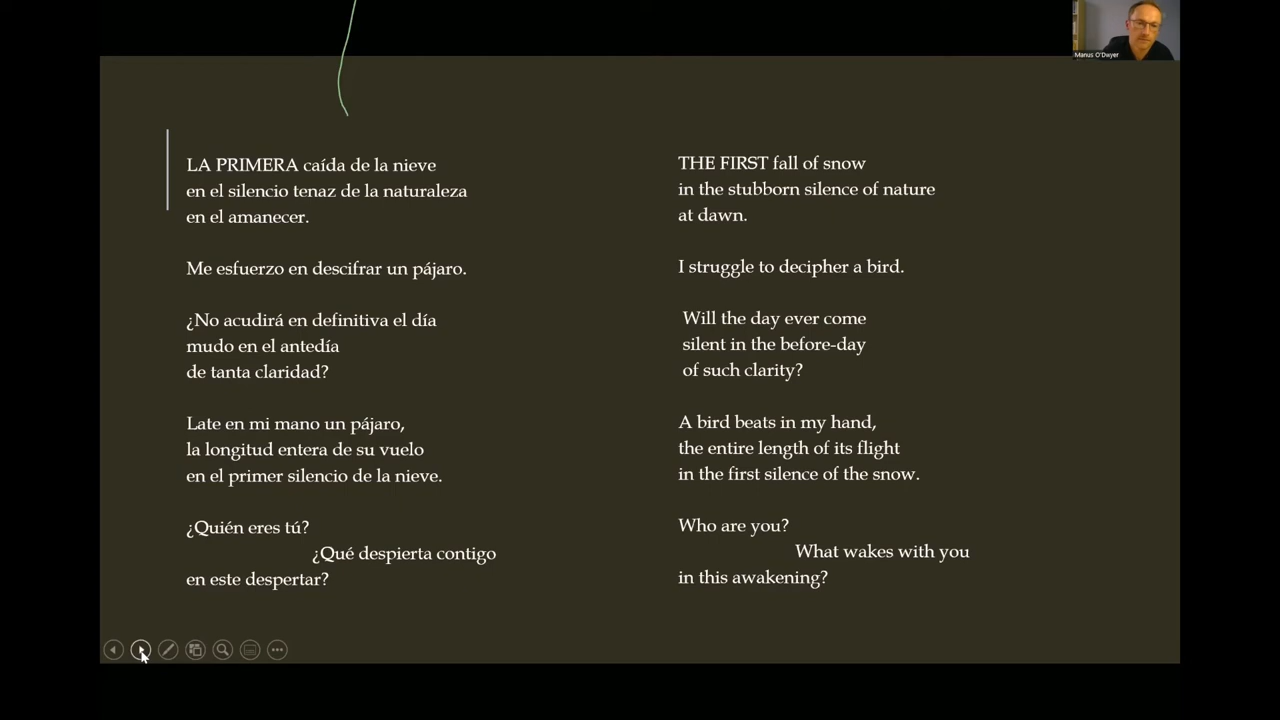 Manus O'Dwyer
LA PRIMERA caída de la nieve
en el silencio tenaz de la naturaleza
en el amanecer.
Me esfuerzo en descifrar un pájaro.
¿No acudirá en definitiva el día
mudo en el antedía
de tanta claridad?
Late en mi mano un pájaro,
la longitud entera de su vuelo
en el primer silencio de la nieve.
¿Quién eres tú?
¿Qué despierta contigo
en este despertar?
THE FIRST fall of snow
in the stubborn silence of nature
at dawn.
I struggle to decipher a bird.
Will the day ever come
silent in the before-day
of such clarity?
A bird beats in my hand,
the entire length of its flight
in the first silence of the snow.
Who are you?
What wakes with you
in this awakening?